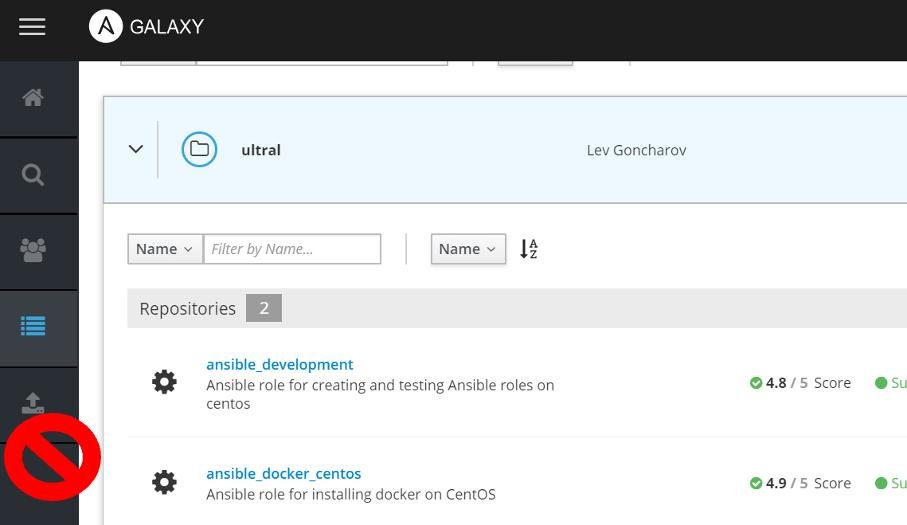 GALAXY
ultral
Lev Goncharov
Name
Filter by Name...
Name
A
Z
Repositories 2
ansible_development
Ansible role for creating and testing Ansible roles on
centos
4.8 / 5 Score
Su
ansible_docker_centos
Ansible role for installing docker on CentOS
4.9 / 5 Score
Su